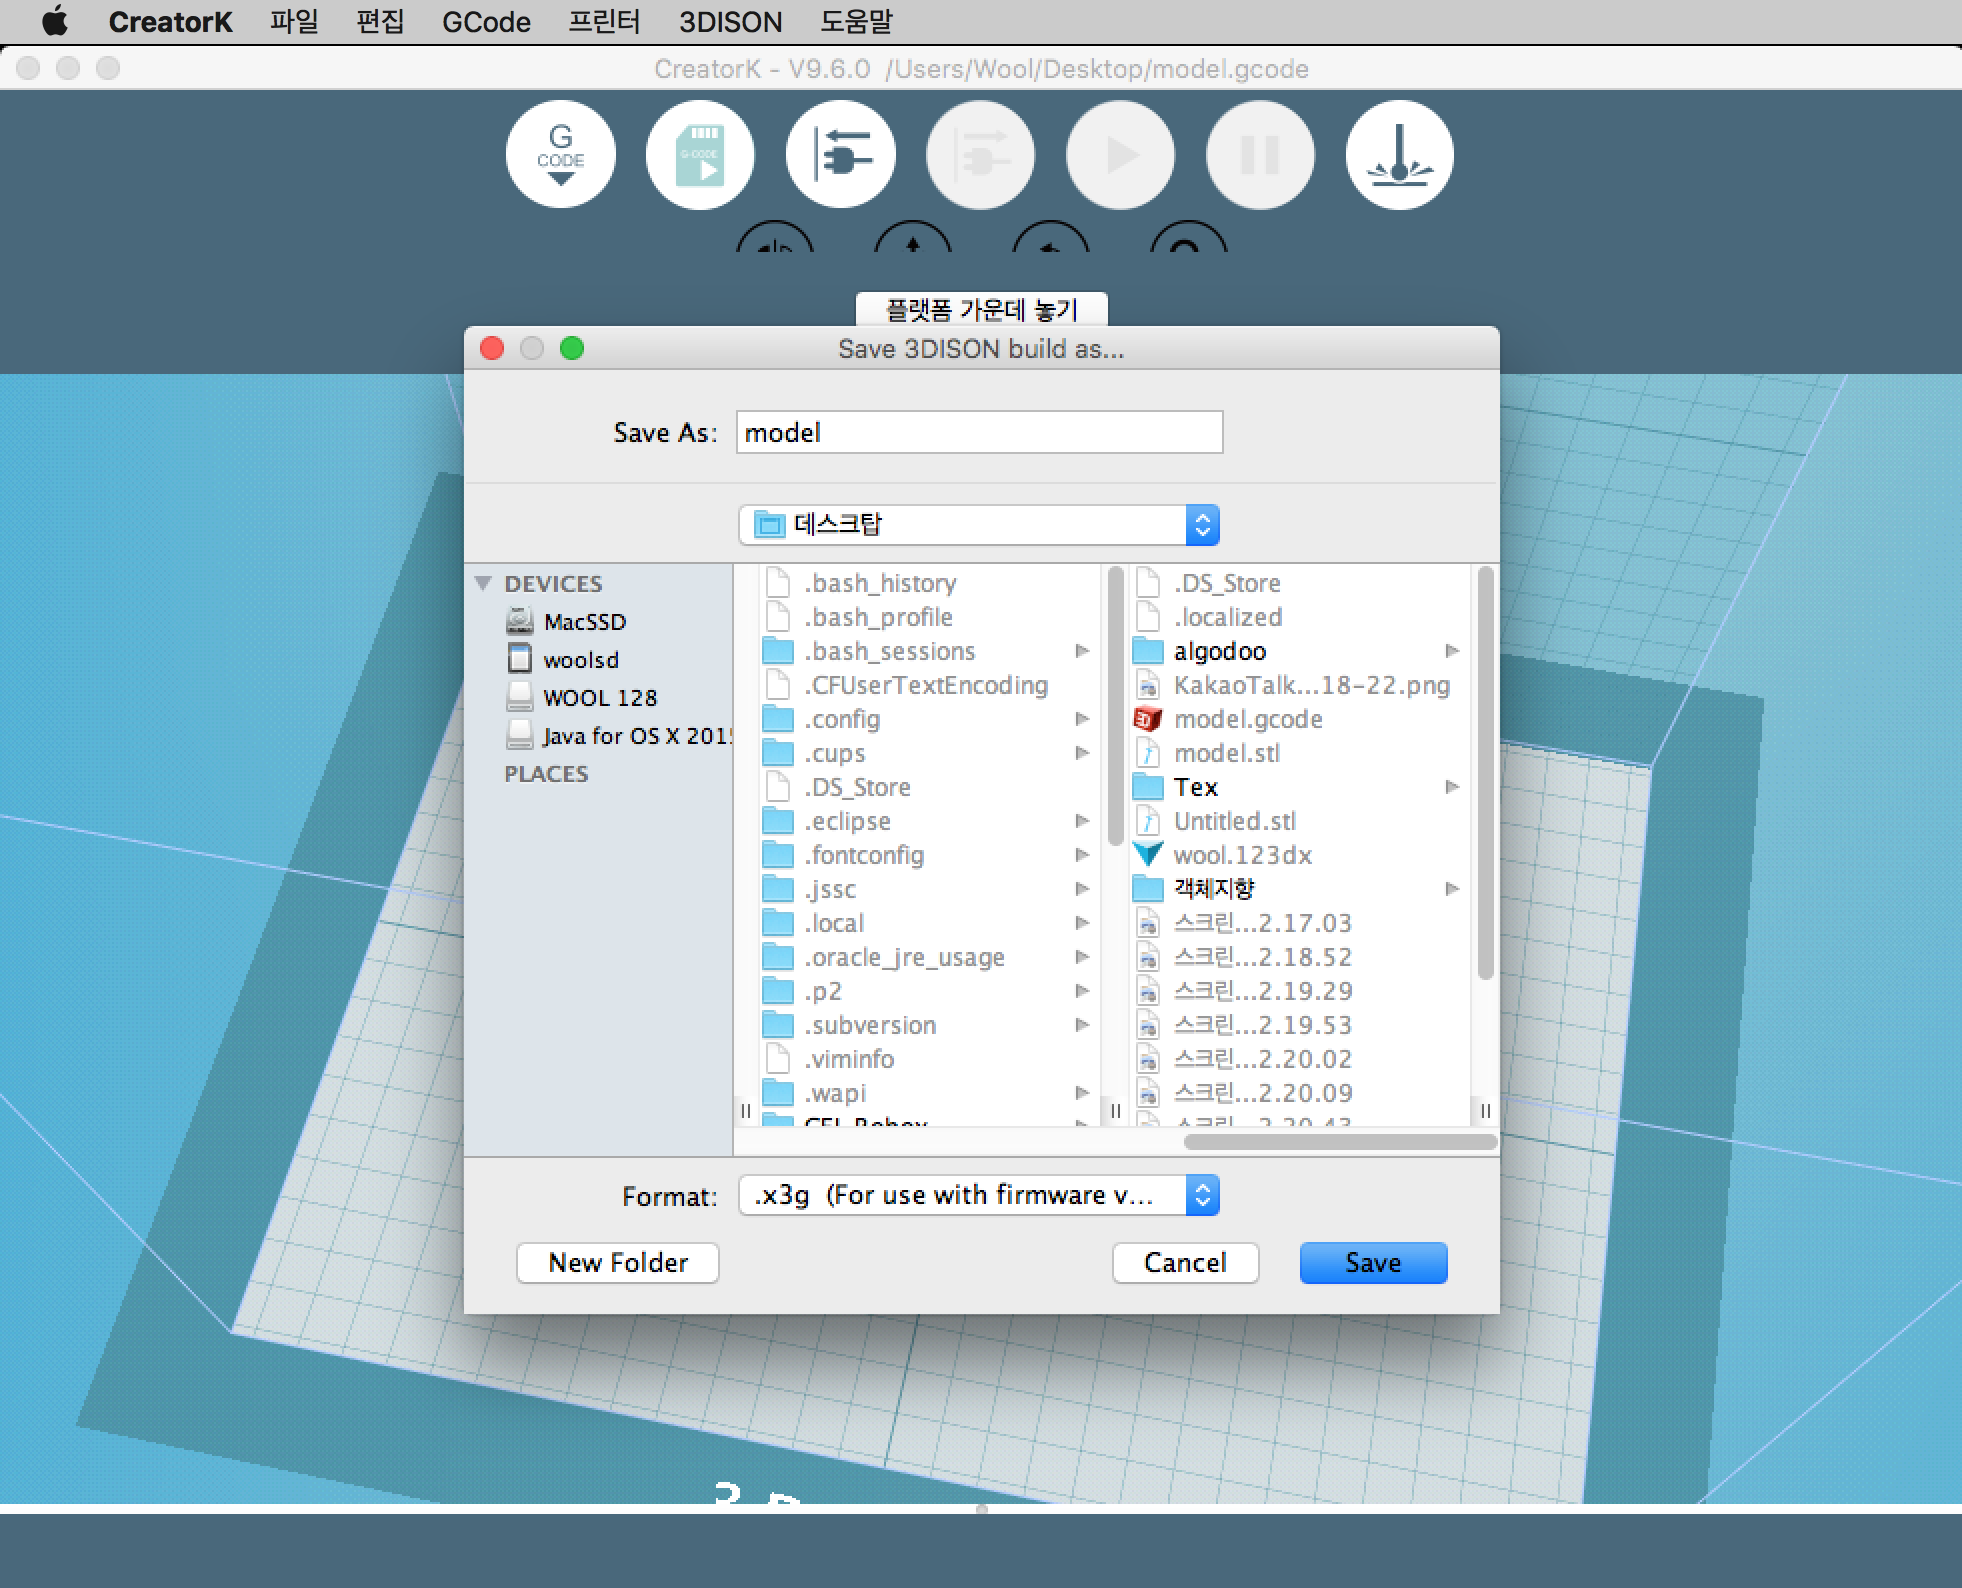 CreatorK 파일 편집 GCode 프린터 3DISON 도움말
CreatorK - V9.6.0 /Users/Wool/Desktop/model.gcode
G
CODE
G-CODE
플랫폼 가운데 놓기
Save 3DISON build as...
Save As: model
데스크탑
DEVICES
MacSSD
woolsd
WOOL 128
Java for OS X 201
PLACES
.bash_history
.bash_profile
.bash_sessions
.CFUserTextEncoding
.config
.cups
.DS_Store
.eclipse
.fontconfig
.jssc
.local
.oracle_jre_usage
.p2
.subversion
.viminfo
.wapi
.DS_Store
.localized
algodoo
KakaoTalk...18-22.png
model.gcode
model.stl
Tex
Untitled.stl
wool.123dx
객체지향
스크린...2.17.03
스크린...2.18.52
스크린...2.19.29
스크린...2.19.53
스크린...2.20.02
스크린...2.20.09
Format: .x3g (For use with firmware v...
New Folder
Cancel
Save